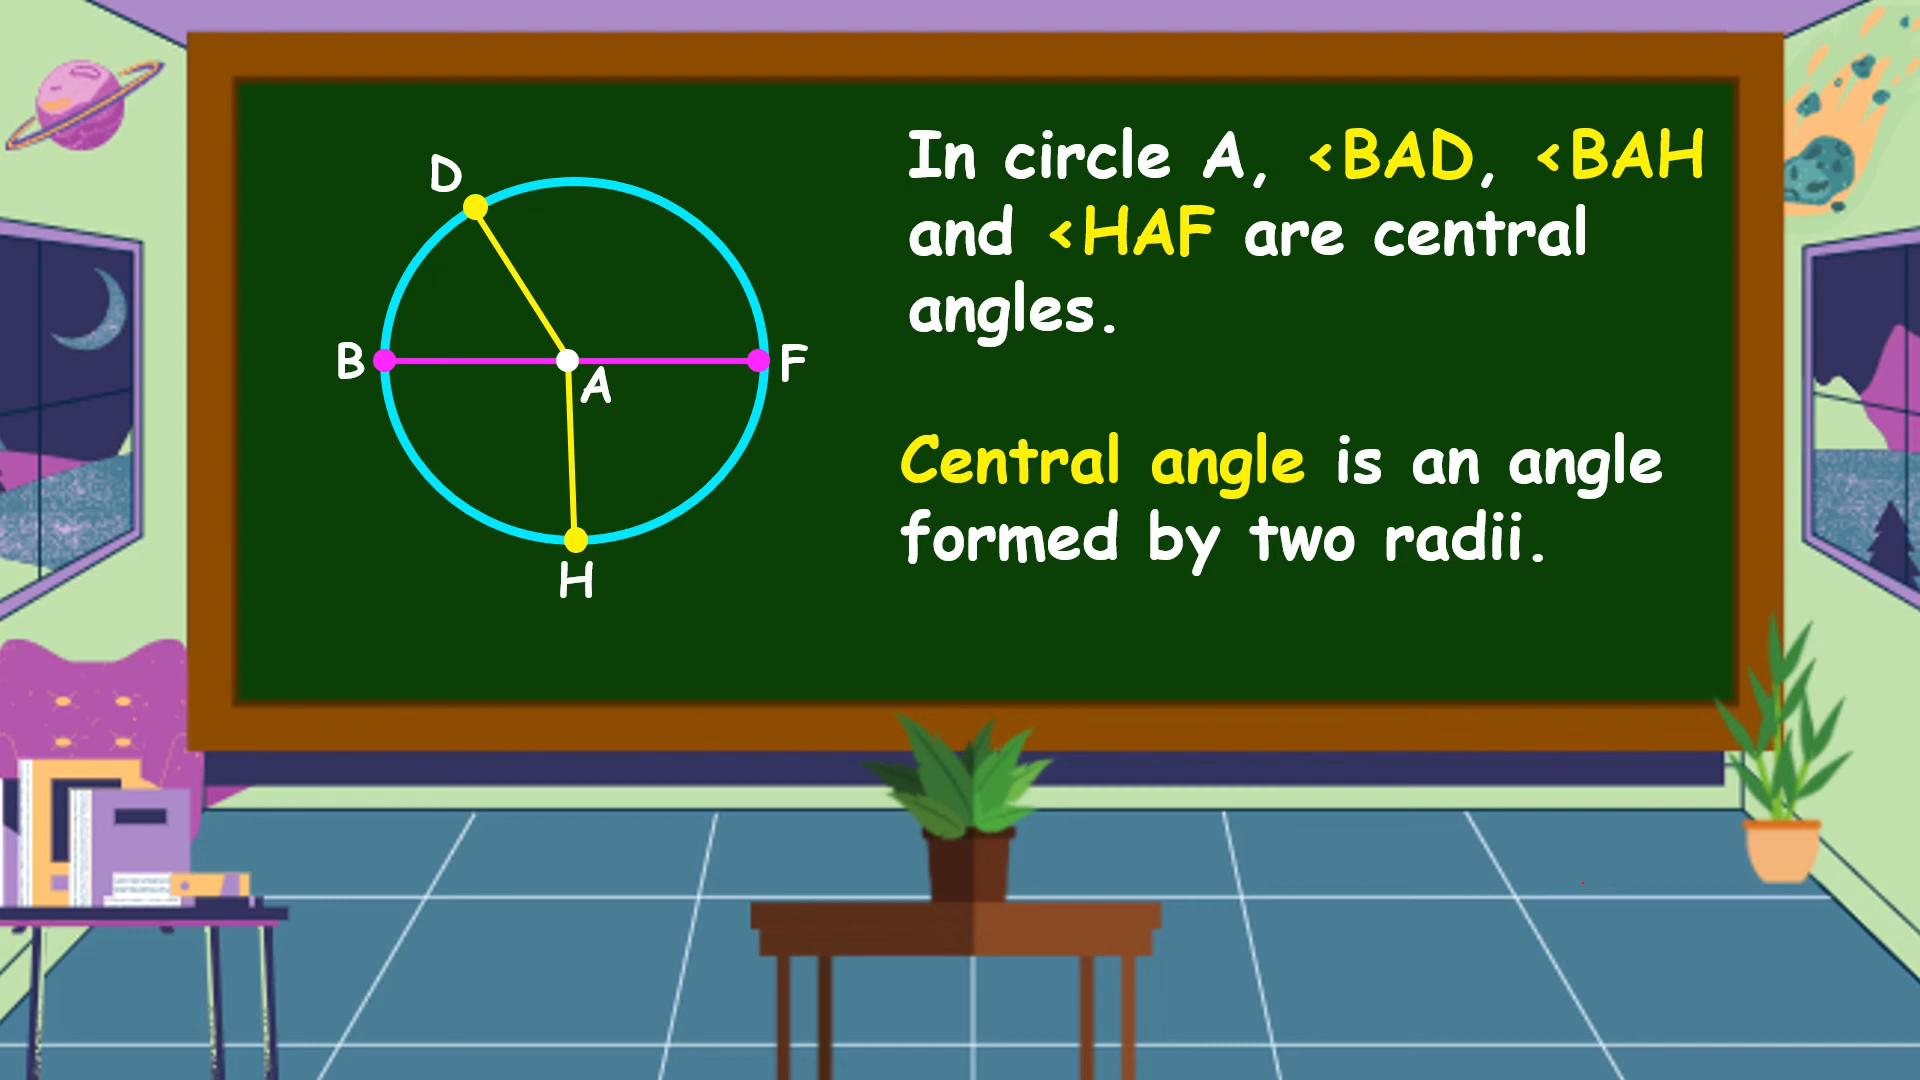 D
B
F
A
H
In circle A, <BAD, <BAH
and <HAF are central
angles.
Central angle is an angle
formed by two radii.